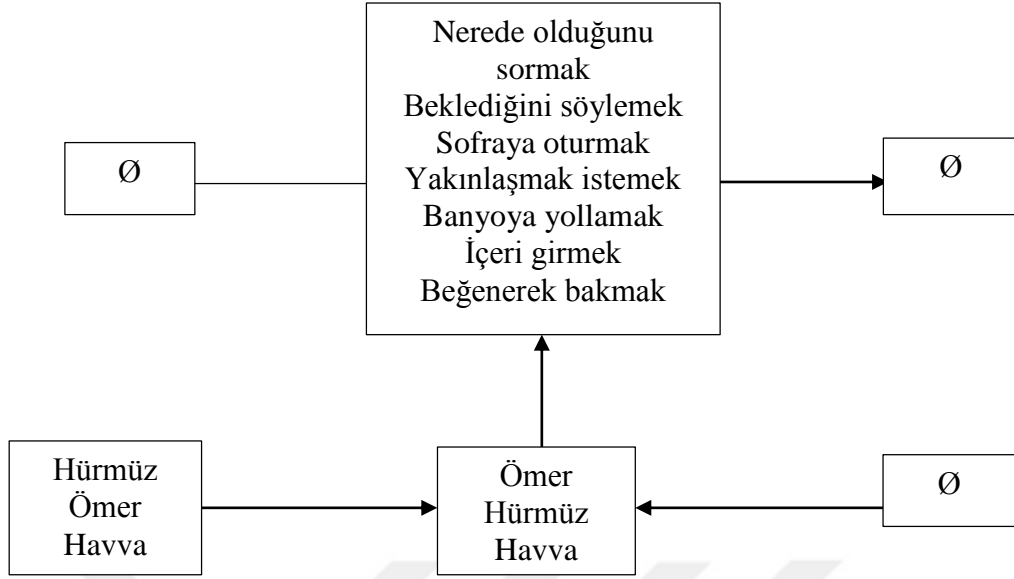 Nerede olduğunu
sormak
Beklediğini söylemek
Sofraya oturmak
Yakınlaşmak istemek
Banyoya yollamak
İçeri girmek
Beğenerek bakmak
Ø
Ø
Hürmüz
Ömer
Havva
Ömer
Hürmüz
Havva
Ø